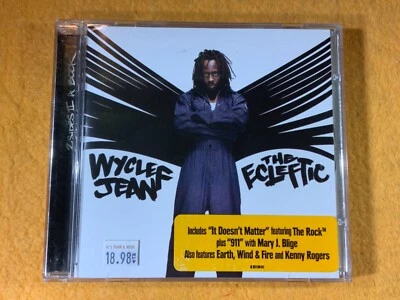 2 SIDES II A BOOK
WYCLEF
JEAN
THE
ECLEFTIC
Includes "It Doesn't Matter" featuring The Rock™
plus "911" with Mary J. Blige
Also features Earth, Wind & Fire and Kenny Rogers
18.98